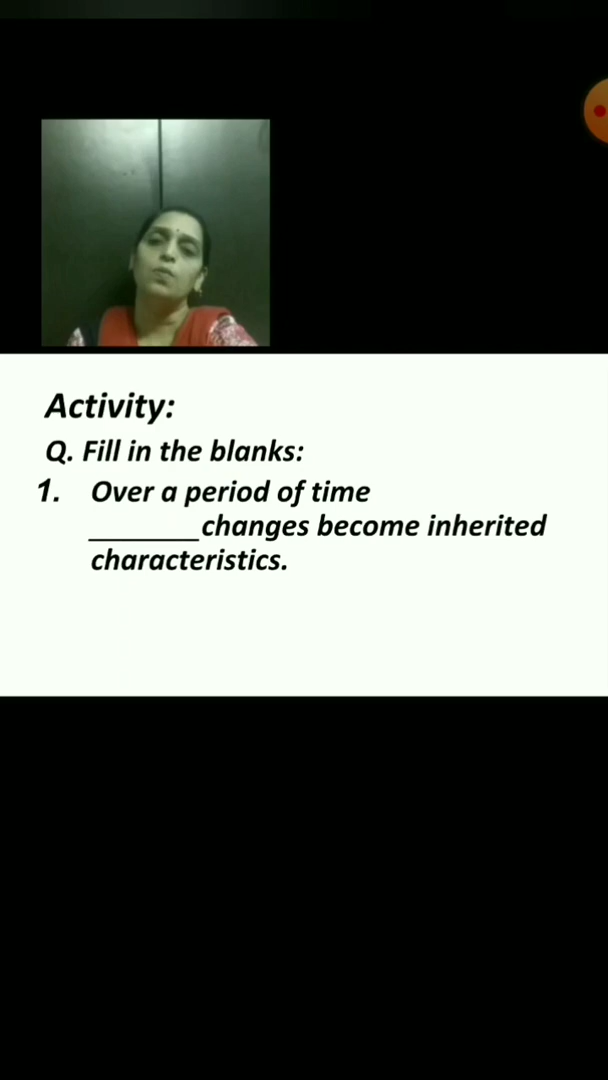 Activity:
Q. Fill in the blanks:
1. Over a period of time
________changes become inherited
characteristics.